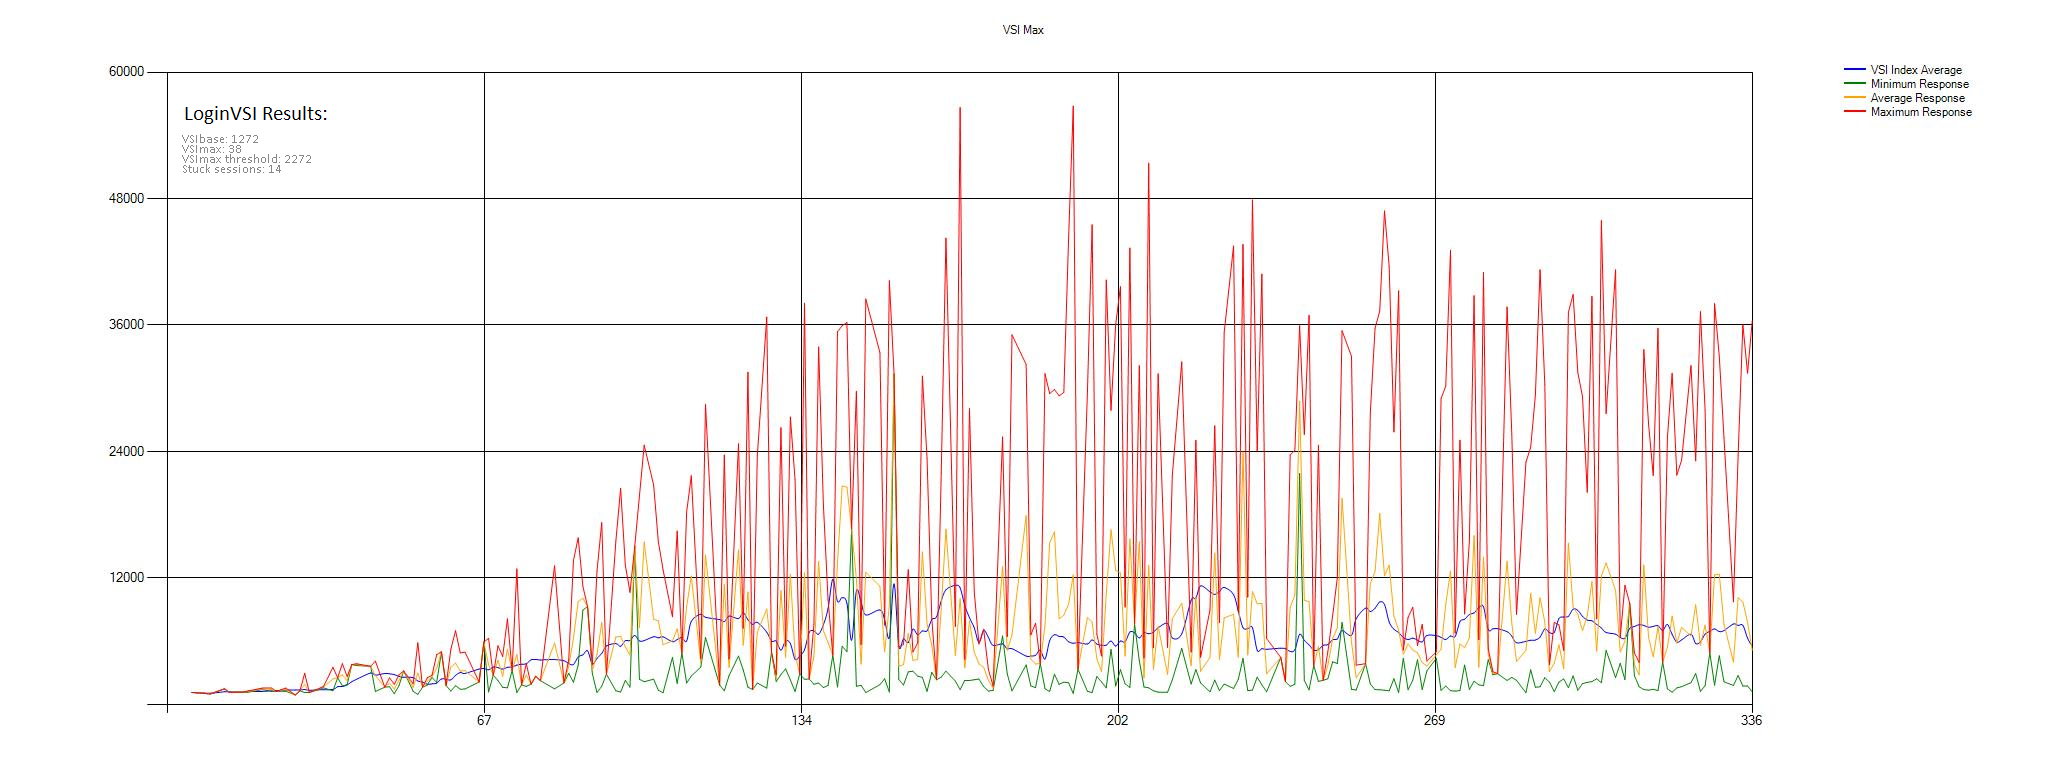 VSI Max
60000
48000
36000
24000
12000
LoginVSI Results:
VSIbase: 1272
VSImax: 38
VSImax threshold: 2272
Stuck sessions: 14
VSI Index Average
Minimum Response
Average Response
Maximum Response
67
134
202
269
336